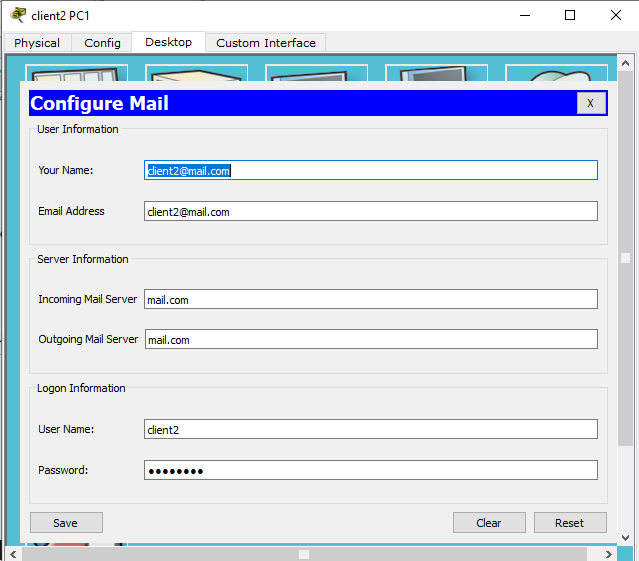 client2 PC1
Physical Config Desktop Custom Interface
Configure Mail X
User Information
Your Name: client2@mail.com
Email Address client2@mail.com
Server Information
Incoming Mail Server mail.com
Outgoing Mail Server mail.com
Logon Information
User Name: client2
Password: ••••••••
Save Clear Reset